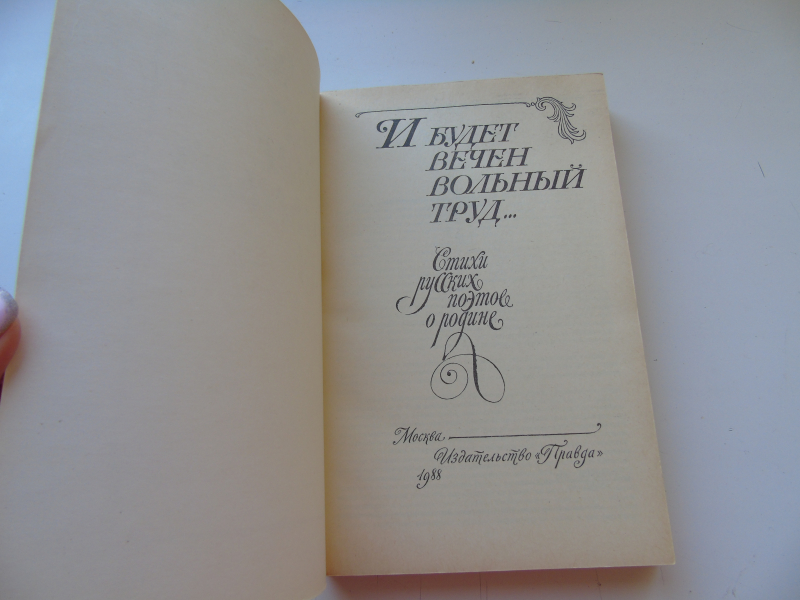 И БУДЕТ
ВЕЧЕН
ВОЛЬНЫЙ
ТРУД...
Стихи
русских
поэтов
о родине
Москва
Издательство «Правда»
1988